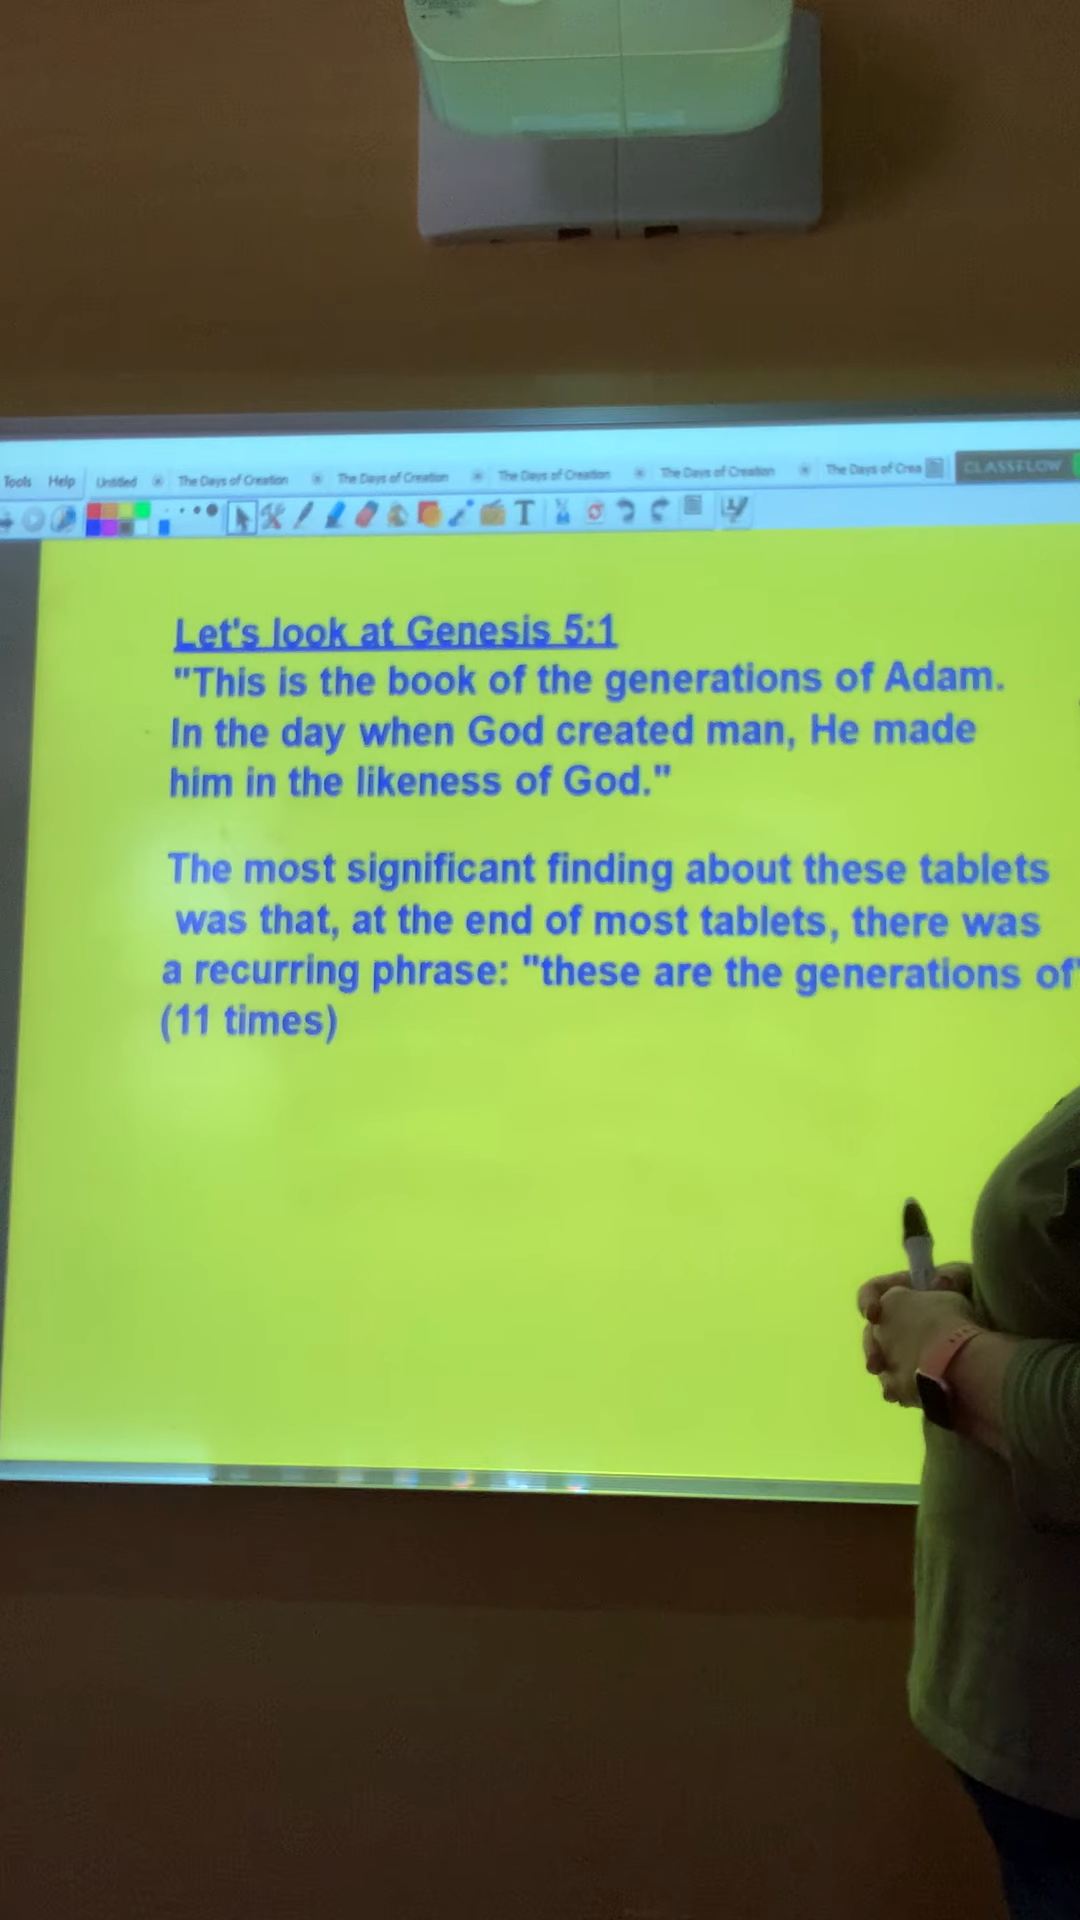 Tools Help Untitled The Days of Creation The Days of Creation The Days of Creation The Days of Creation The Days of Crea CLASSFLOW
T
Let's look at Genesis 5:1
"This is the book of the generations of Adam.
In the day when God created man, He made
him in the likeness of God."
The most significant finding about these tablets
was that, at the end of most tablets, there was
a recurring phrase: "these are the generations of"
(11 times)